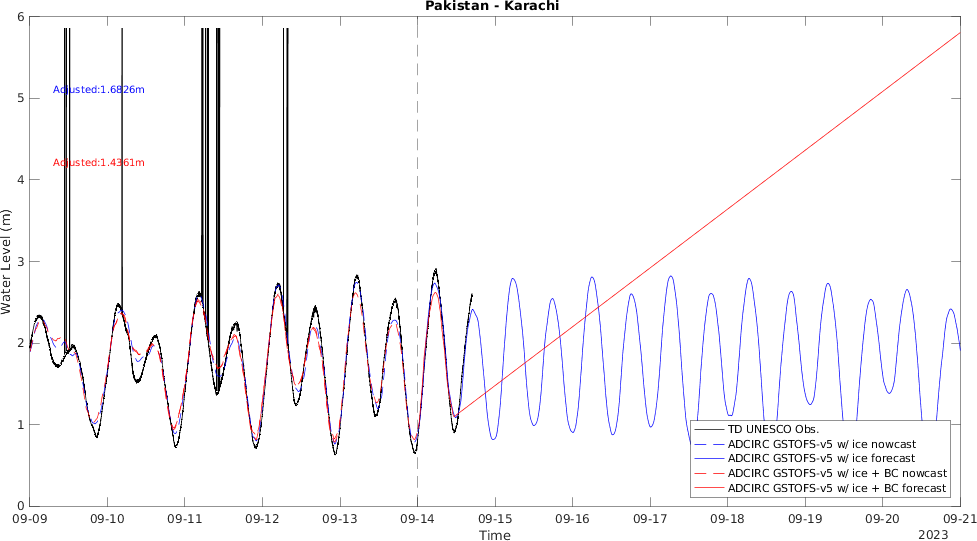 Pakistan - Karachi
6
5
4
3
2
1
0
Water Level (m)
Adjusted:1.6826m
Adjusted:1.4361m
TD UNESCO Obs.
ADCIRC GSTOFS-v5 w/ ice nowcast
ADCIRC GSTOFS-v5 w/ ice forecast
ADCIRC GSTOFS-v5 w/ ice + BC nowcast
ADCIRC GSTOFS-v5 w/ ice + BC forecast
09-09 09-10 09-11 09-12 09-13 09-14 09-15 09-16 09-17 09-18 09-19 09-20 09-21
Time
2023